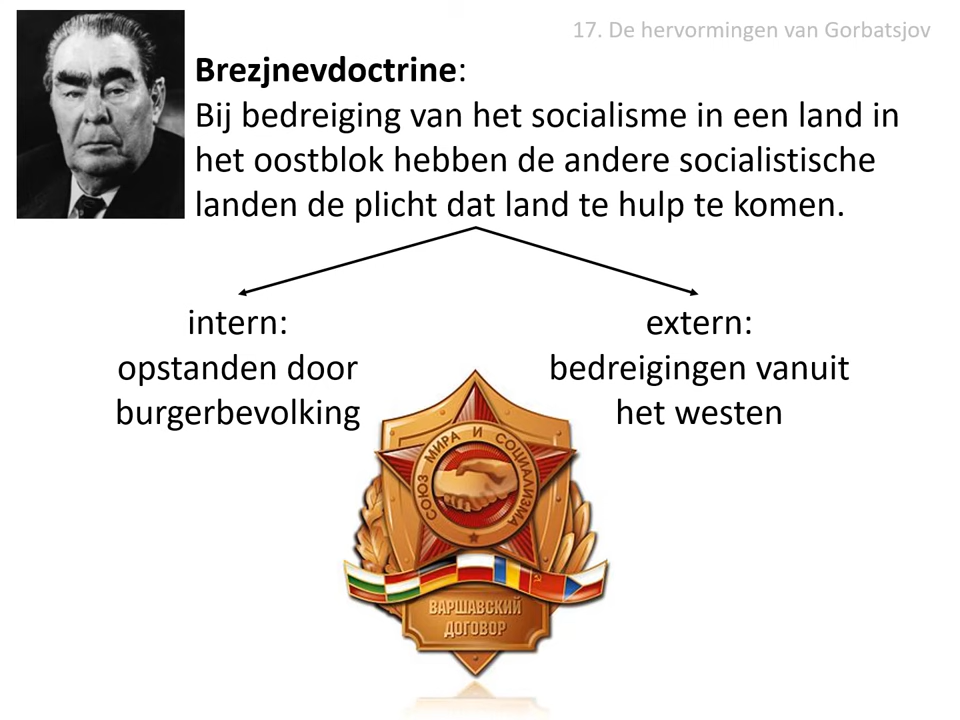 17. De hervormingen van Gorbatsjov
Brezjnevdoctrine:
Bij bedreiging van het socialisme in een land in
het oostblok hebben de andere socialistische
landen de plicht dat land te hulp te komen.
intern:
opstanden door
burgerbevolking
extern:
bedreigingen vanuit
het westen
СОЮЗ МИРА И СОЦИАЛИЗМА
ВАРШАВСКИЙ
ДОГОВОР